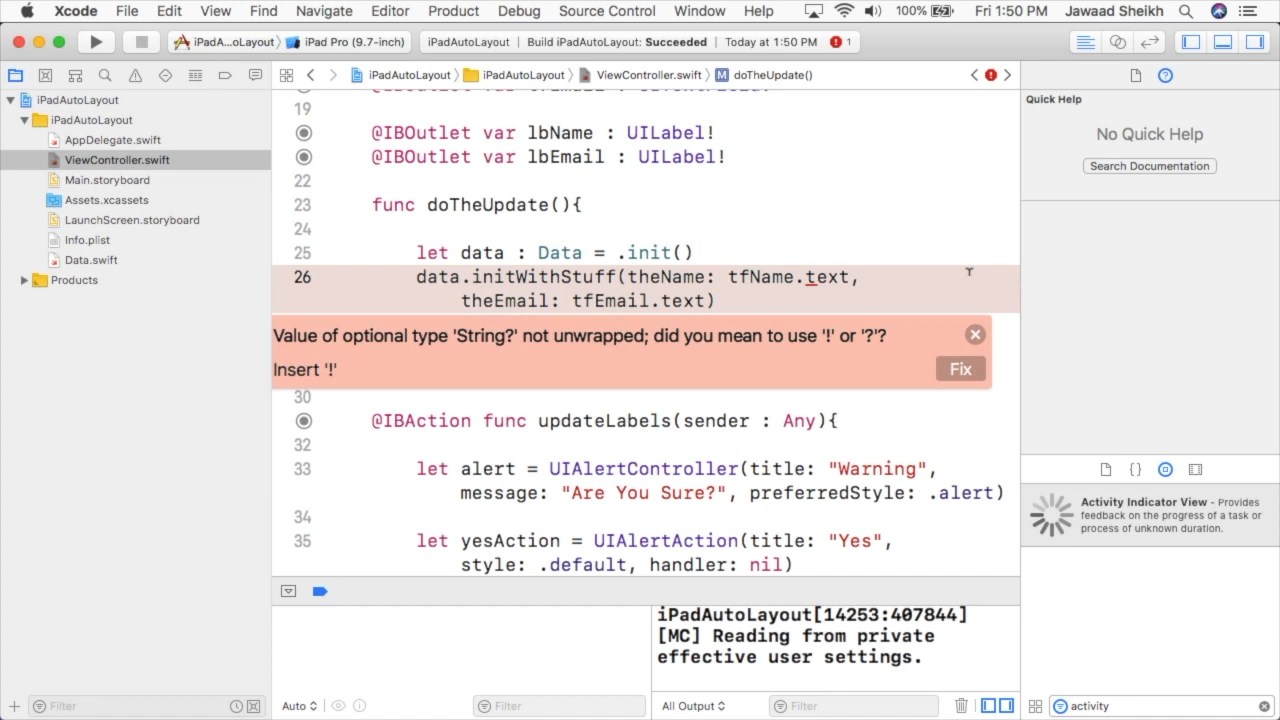 Xcode File Edit View Find Navigate Editor Product Debug Source Control Window Help 100% Fri 1:50 PM Jawaad Sheikh
iPadA...oLayout iPad Pro (9.7-inch) iPadAutoLayout Build iPadAutoLayout: Succeeded Today at 1:50 PM 1
iPadAutoLayout iPadAutoLayout ViewController.swift M doTheUpdate()
iPadAutoLayout
iPadAutoLayout
AppDelegate.swift
ViewController.swift
Main.storyboard
Assets.xcassets
LaunchScreen.storyboard
Info.plist
Data.swift
Products
Filter
19
@IBOutlet var lbName : UILabel!
@IBOutlet var lbEmail : UILabel!
22
23 func doTheUpdate(){
24
25 let data : Data = .init()
26 data.initWithStuff(theName: tfName.text,
theEmail: tfEmail.text)
Value of optional type 'String?' not unwrapped; did you mean to use '!' or '?'?
Insert '!' Fix
30
@IBAction func updateLabels(sender : Any){
32
33 let alert = UIAlertController(title: "Warning",
message: "Are You Sure?", preferredStyle: .alert)
34
35 let yesAction = UIAlertAction(title: "Yes",
style: .default, handler: nil)
iPadAutoLayout[14253:407844]
[MC] Reading from private
effective user settings.
Auto Filter All Output Filter
Quick Help
No Quick Help
Search Documentation
{}
Activity Indicator View - Provides
feedback on the progress of a task or
process of unknown duration.
activity